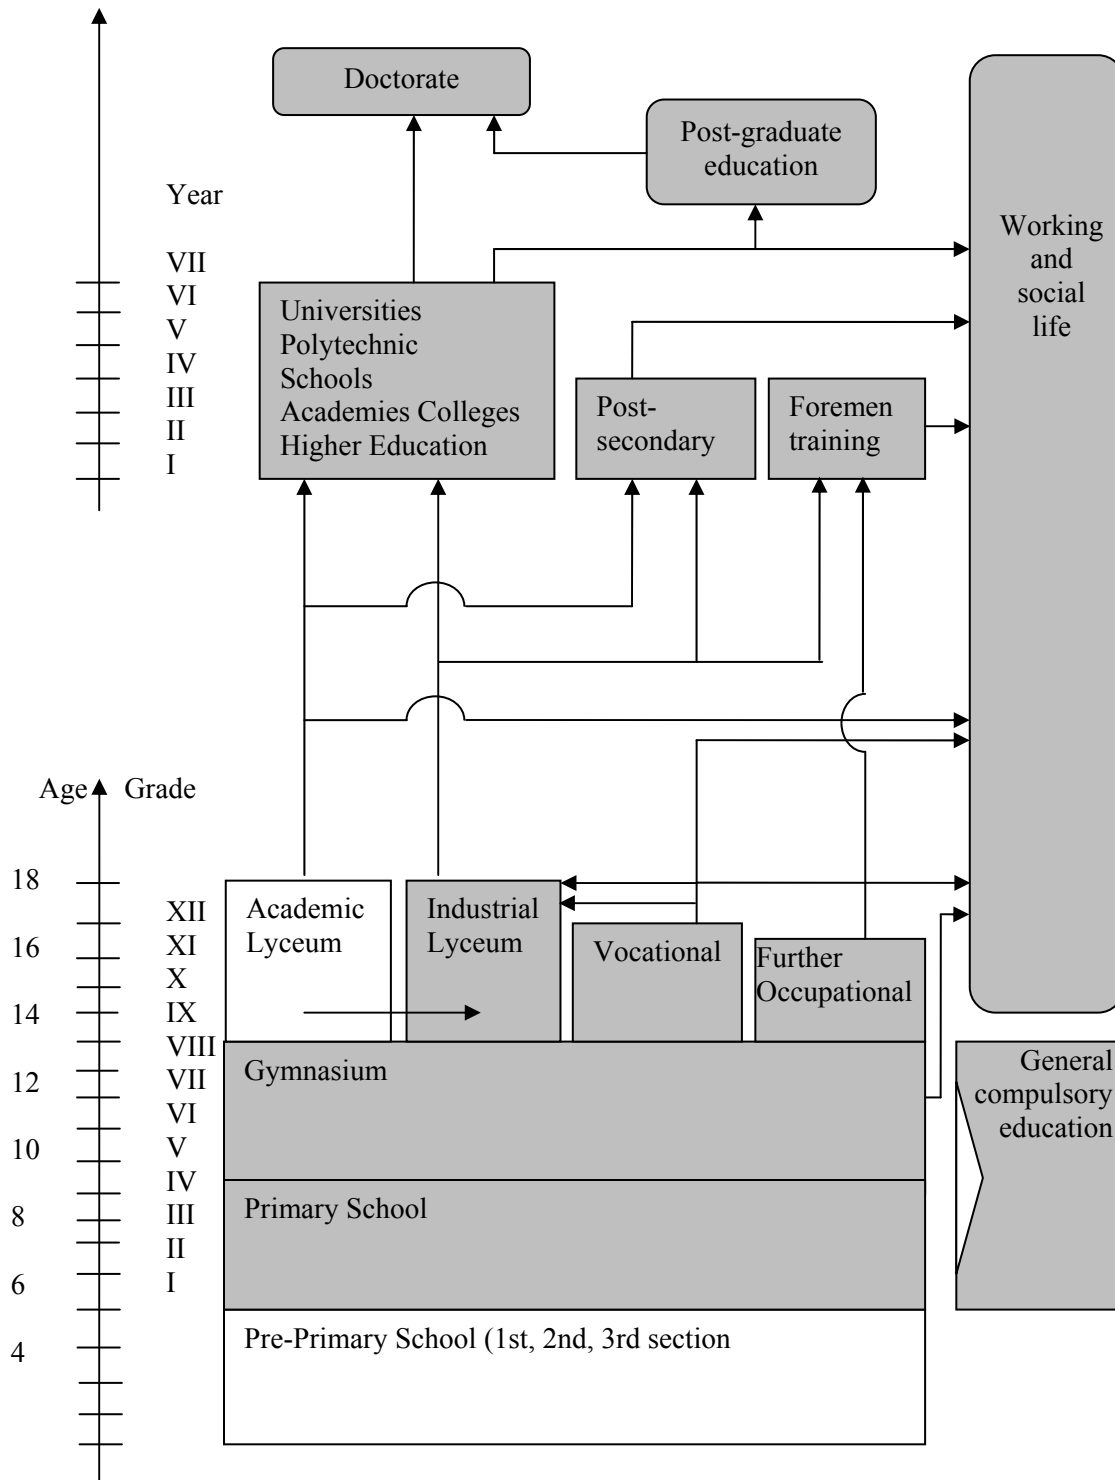 Doctorate
Post-graduate
education
Year
Working
and
social
life
VII
VI
V
IV
III
II
I
Universities
Polytechnic
Schools
Academies Colleges
Higher Education
Post-
secondary
Foremen
training
Age
Grade
18
16
14
12
10
8
6
4
XII
XI
X
IX
VIII
VII
VI
V
IV
III
II
I
Academic
Lyceum
Industrial
Lyceum
Vocational
Further
Occupational
Gymnasium
General
compulsory
education
Primary School
Pre-Primary School (1st, 2nd, 3rd section